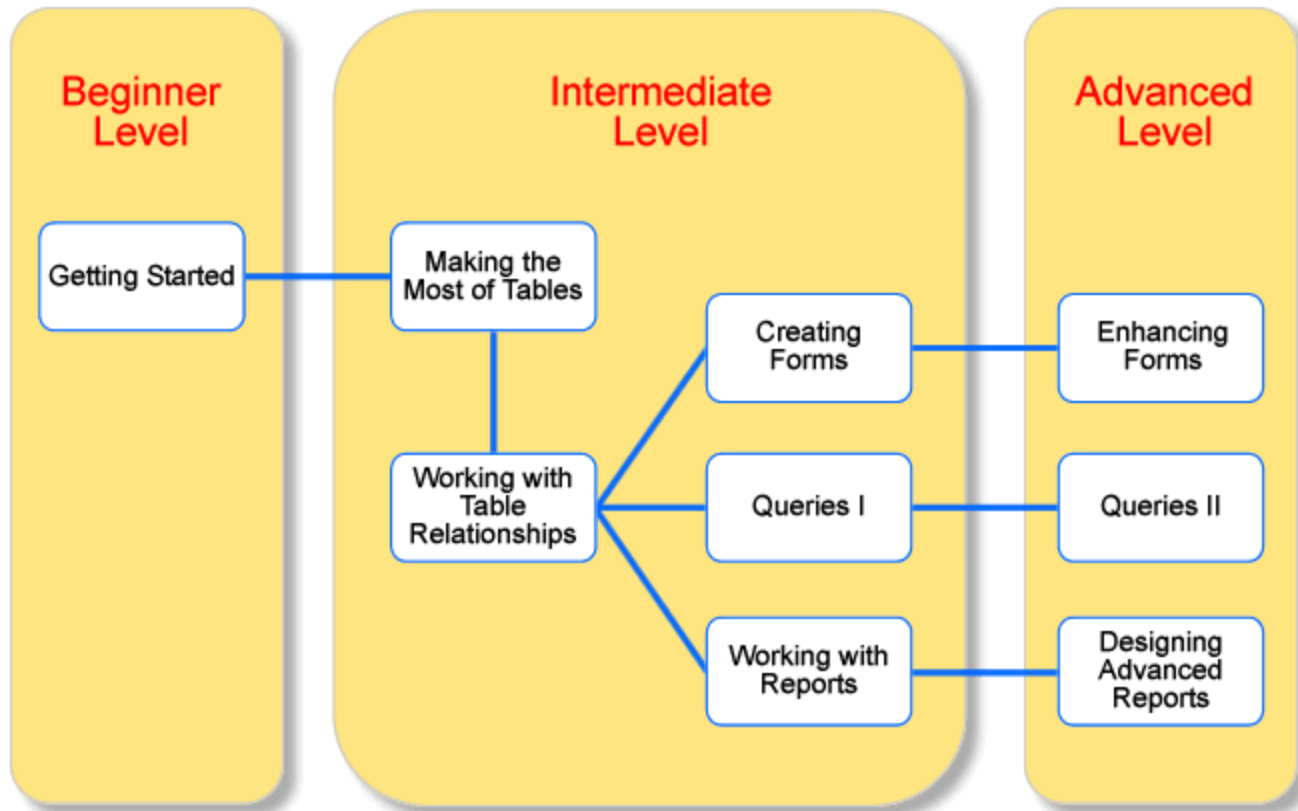 Beginner
Level
Intermediate
Level
Advanced
Level
Getting Started
Making the
Most of Tables
Creating
Forms
Enhancing
Forms
Working with
Table
Relationships
Queries I
Queries II
Working with
Reports
Designing
Advanced
Reports